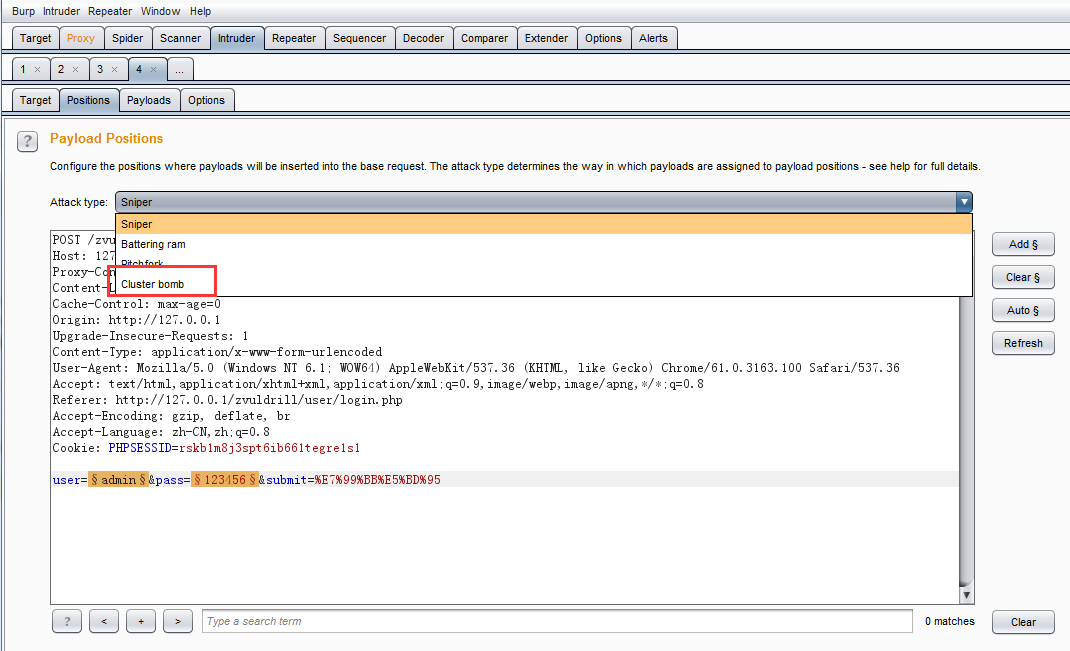 Burp Intruder Repeater Window Help
Target Proxy Spider Scanner Intruder Repeater Sequencer Decoder Comparer Extender Options Alerts
1 × 2 × 3 × 4 × ...
Target Positions Payloads Options
? Payload Positions
Configure the positions where payloads will be inserted into the base request. The attack type determines the way in which payloads are assigned to payload positions - see help for full details.
Attack type: Sniper
Sniper
Battering ram
Pitchfork
Cluster bomb
POST /zvu
Host: 127
Proxy-Con
Content-L
Cache-Control: max-age=0
Origin: http://127.0.0.1
Upgrade-Insecure-Requests: 1
Content-Type: application/x-www-form-urlencoded
User-Agent: Mozilla/5.0 (Windows NT 6.1; WOW64) AppleWebKit/537.36 (KHTML, like Gecko) Chrome/61.0.3163.100 Safari/537.36
Accept: text/html,application/xhtml+xml,application/xml;q=0.9,image/webp,image/apng,*/*;q=0.8
Referer: http://127.0.0.1/zvuldrill/user/login.php
Accept-Encoding: gzip, deflate, br
Accept-Language: zh-CN,zh;q=0.8
Cookie: PHPSESSID=rskb1m8j3spt6ib661tegre1s1
user=§admin§&pass=§123456§&submit=%E7%99%BB%E5%BD%95
Add §
Clear §
Auto §
Refresh
? < + > Type a search term 0 matches Clear